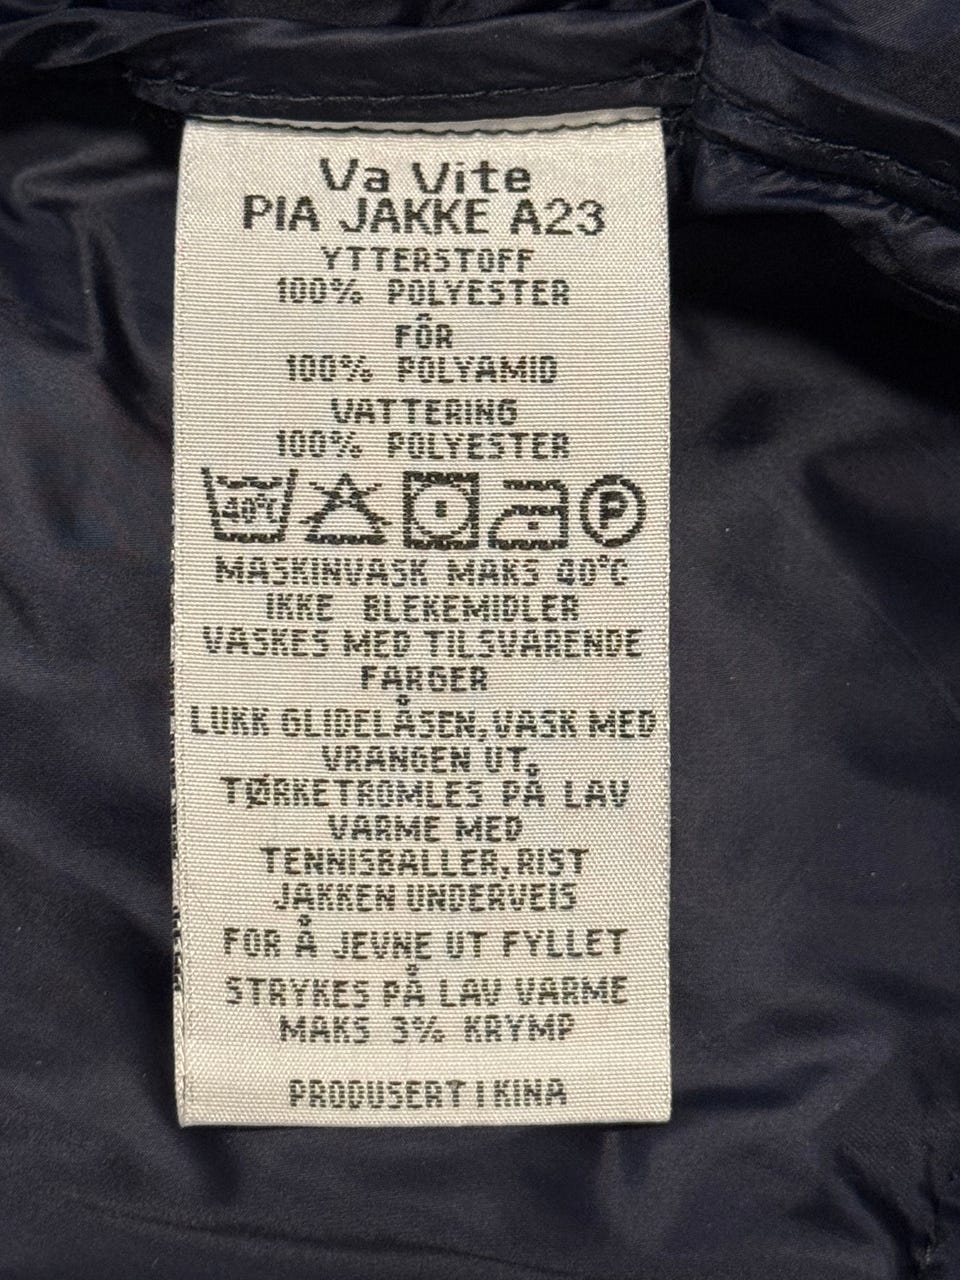 Va Vite
PIA JAKKE A23
YTTERSTOFF
100% POLYESTER
FÔR
100% POLYAMID
VATTERING
100% POLYESTER
40°C P
MASKINVASK MAKS 40°C
IKKE BLEKEMIDLER
VASKES MED TILSVARENDE
FARGER
LUKK GLIDELÅSEN, VASK MED
VRANGEN UT.
TØRKETROMLES PÅ LAV
VARME MED
TENNISBALLER, RIST
JAKKEN UNDERVEIS
FOR Å JEVNE UT FYLLET
STRYKES PÅ LAV VARME
MAKS 3% KRYMP
PRODUSERT I KINA